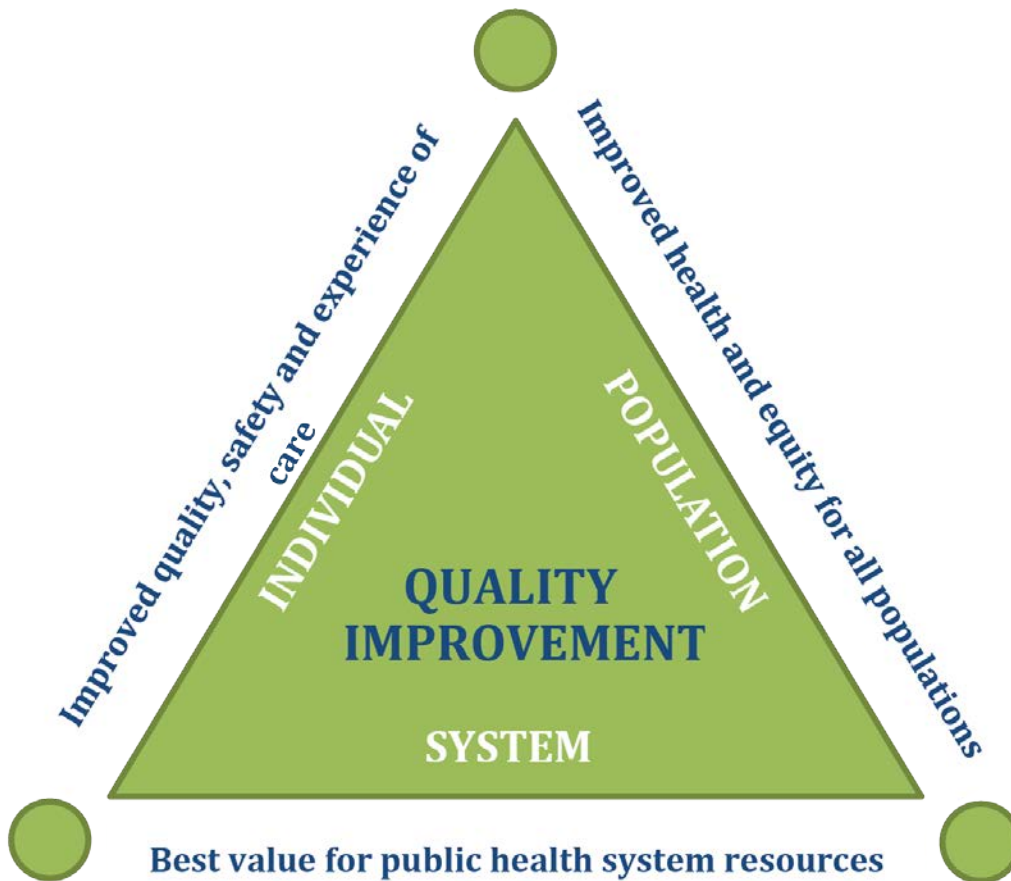 Improved quality, safety and experience of
care
Improved health and equity for all populations
INDIVIDUAL
POPULATION
QUALITY
IMPROVEMENT
SYSTEM
Best value for public health system resources